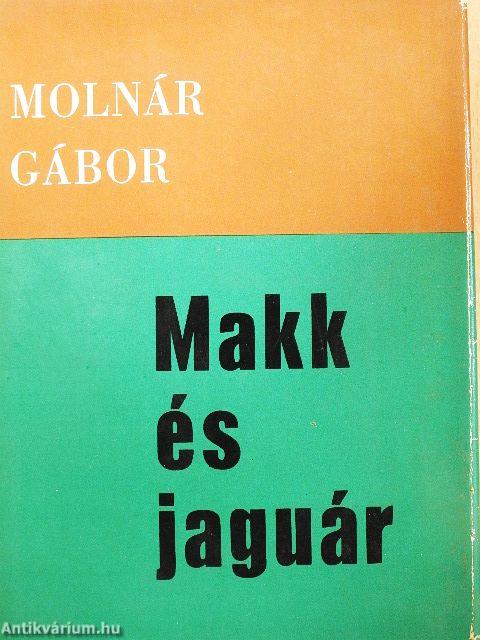 MOLNÁR
GÁBOR
Makk
és
jaguár
Antikvárium.hu